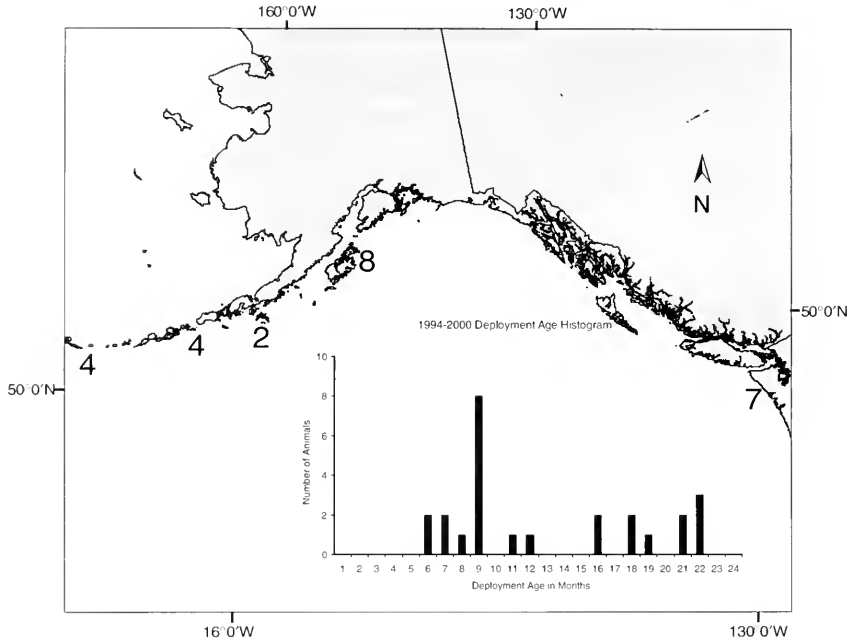 160°0'W 130°0'W
N
8
50°0'N
4 4 2
1994-2000 Deployment Age Histogram
50°0'N
7
10
8
6
4
2
0
Number of Animals
1 2 3 4 5 6 7 8 9 10 11 12 13 14 15 16 17 18 19 20 21 22 23 24
Deployment Age in Months
16°0'W 130°0'W